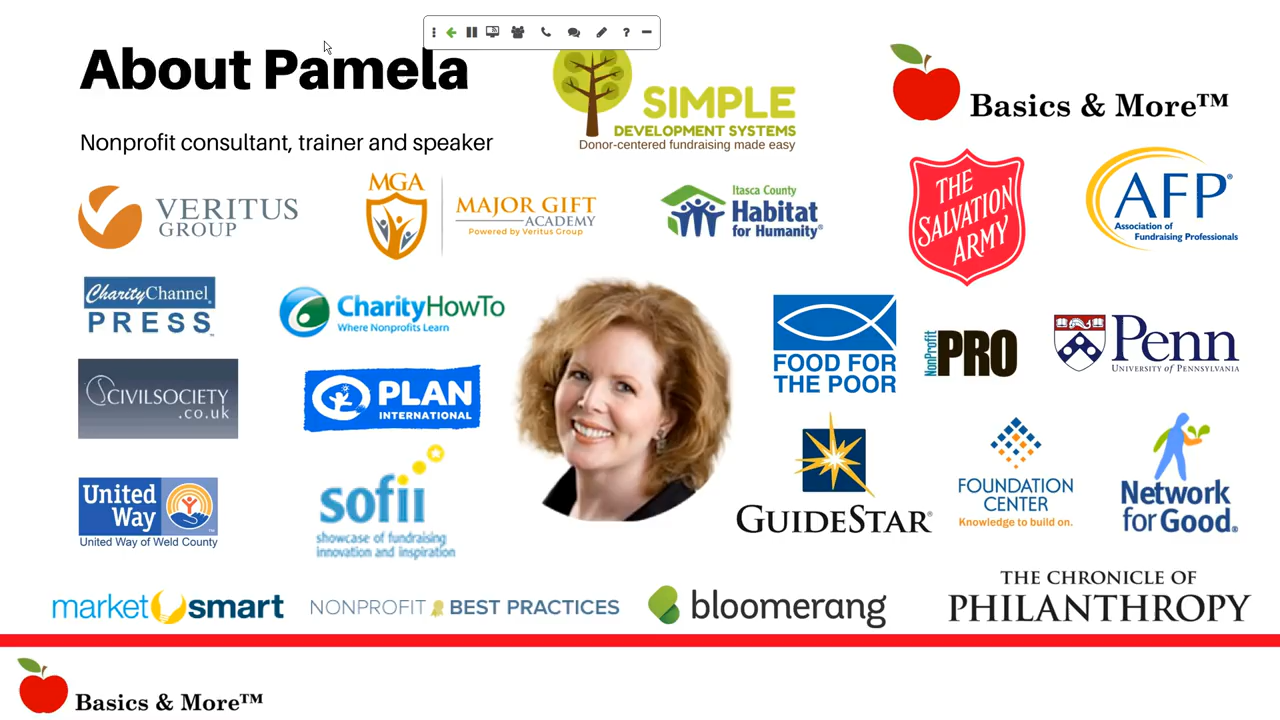 About Pamela
Nonprofit consultant, trainer and speaker
SIMPLE
DEVELOPMENT SYSTEMS
Donor-centered fundraising made easy
Basics & More™
VERITUS
GROUP
MGA
MAJOR GIFT
ACADEMY
Powered by Veritus Group
Itasca County
Habitat
for Humanity®
THE
SALVATION
ARMY
AFP®
Association of
Fundraising Professionals
CharityChannel
PRESS™
CharityHowTo
Where Nonprofits Learn
FOOD FOR
THE POOR
NonProfit
PRO
Penn
UNIVERSITY of PENNSYLVANIA
CIVILSOCIETY
.co.uk
PLAN
INTERNATIONAL
United
Way
United Way of Weld County
sofii
showcase of fundraising
innovation and inspiration
GUIDESTAR®
FOUNDATION
CENTER
Knowledge to build on.
Network
for Good®
market smart
NONPROFIT BEST PRACTICES
bloomerang
THE CHRONICLE OF
PHILANTHROPY
Basics & More™